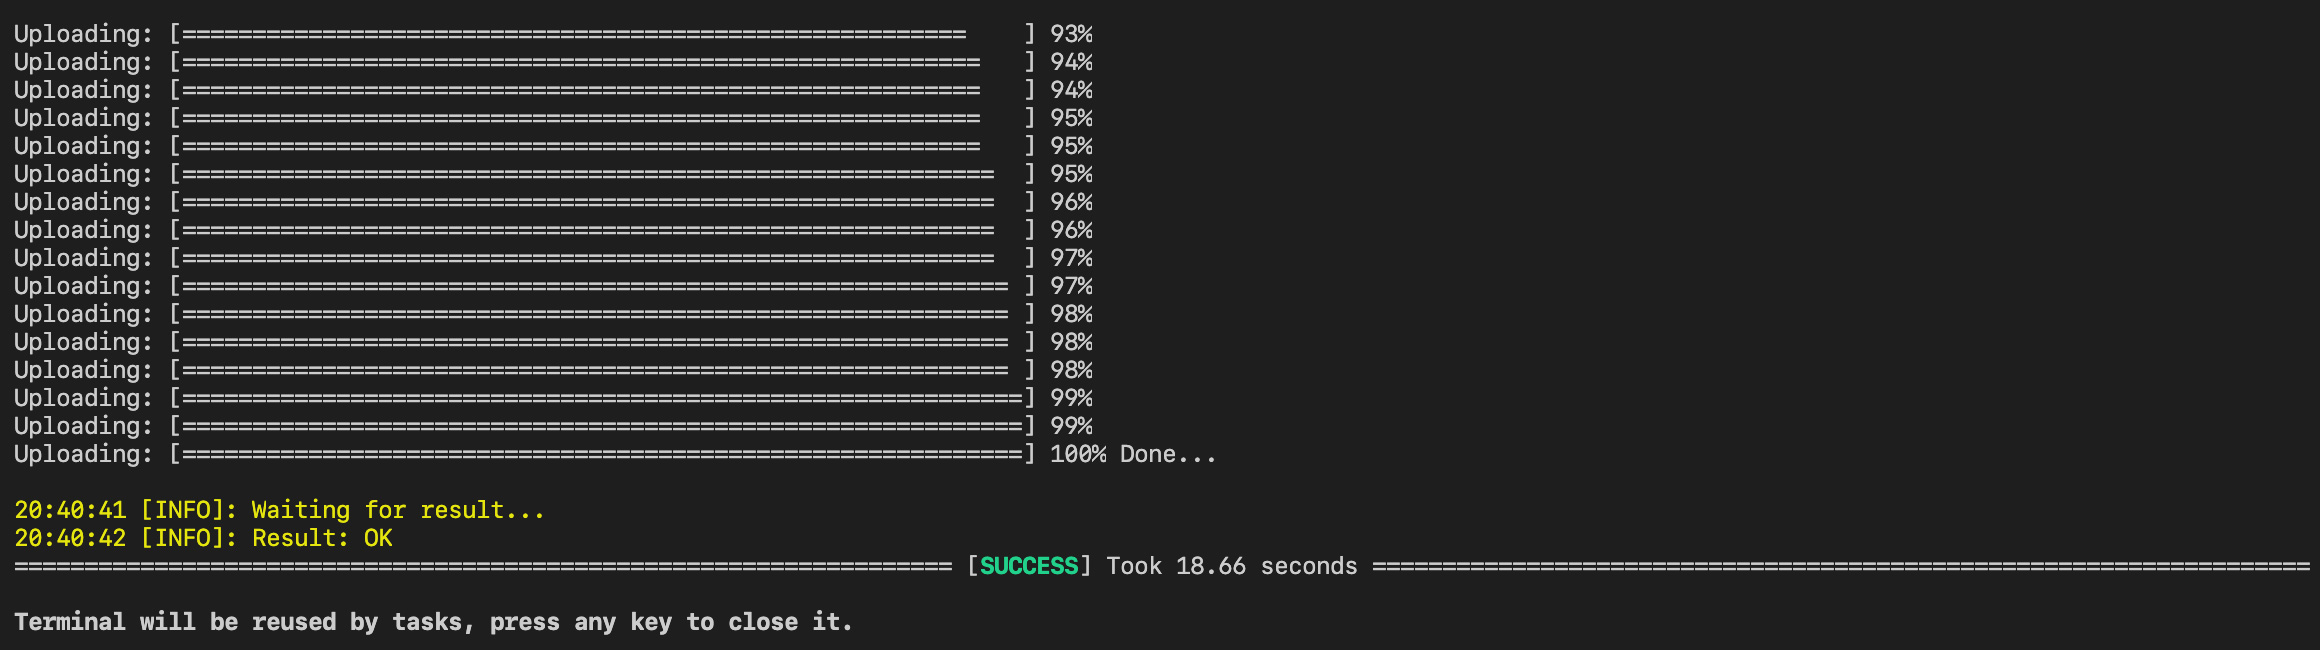 Uploading: [========================================================    ] 93%
Uploading: [=========================================================   ] 94%
Uploading: [=========================================================   ] 94%
Uploading: [=========================================================   ] 95%
Uploading: [=========================================================   ] 95%
Uploading: [==========================================================  ] 95%
Uploading: [==========================================================  ] 96%
Uploading: [==========================================================  ] 96%
Uploading: [==========================================================  ] 97%
Uploading: [=========================================================== ] 97%
Uploading: [=========================================================== ] 98%
Uploading: [=========================================================== ] 98%
Uploading: [=========================================================== ] 98%
Uploading: [============================================================] 99%
Uploading: [============================================================] 99%
Uploading: [============================================================] 100% Done...
20:40:41 [INFO]: Waiting for result...
20:40:42 [INFO]: Result: OK
=================================================================== [SUCCESS] Took 18.66 seconds ===================================================================
Terminal will be reused by tasks, press any key to close it.